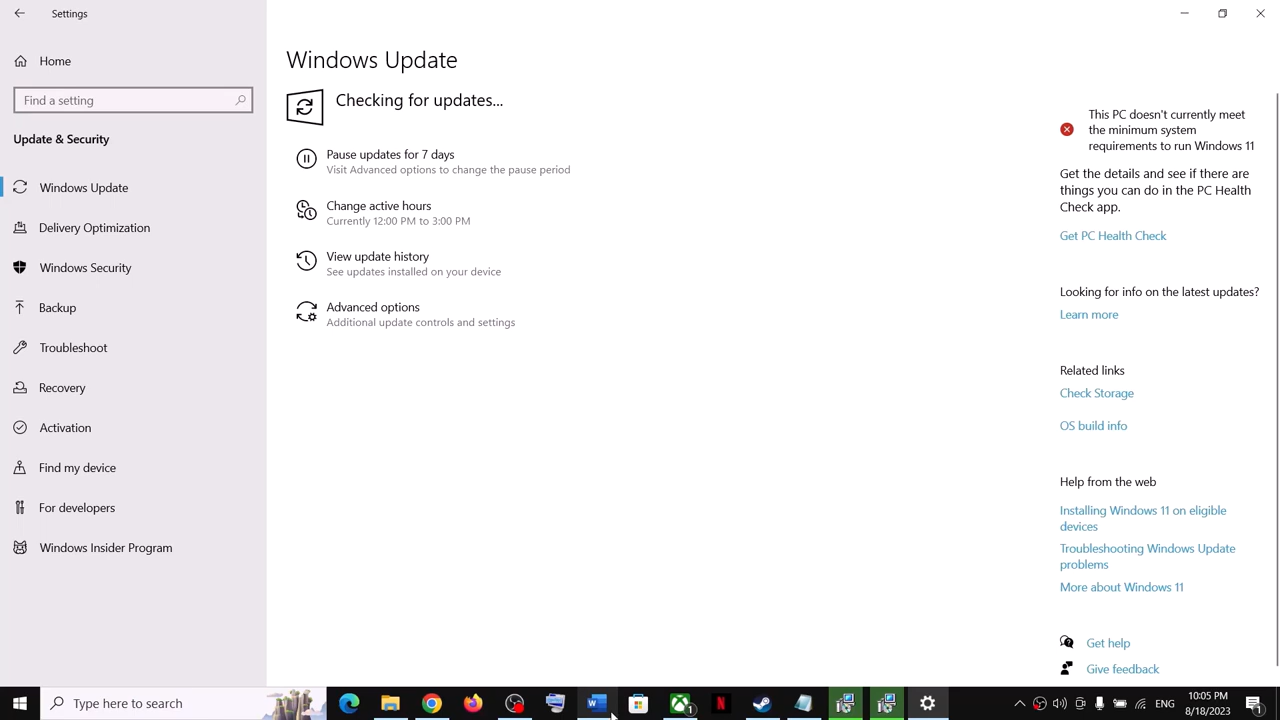 Settings
Home
Find a setting
Update & Security
Windows Update
Delivery Optimization
Windows Security
Backup
Troubleshoot
Recovery
Activation
Find my device
For developers
Windows Insider Program
Windows Update
Checking for updates...
Pause updates for 7 days
Visit Advanced options to change the pause period
Change active hours
Currently 12:00 PM to 3:00 PM
View update history
See updates installed on your device
Advanced options
Additional update controls and settings
This PC doesn't currently meet
the minimum system
requirements to run Windows 11
Get the details and see if there are
things you can do in the PC Health
Check app.
Get PC Health Check
Looking for info on the latest updates?
Learn more
Related links
Check Storage
OS build info
Help from the web
Installing Windows 11 on eligible
devices
Troubleshooting Windows Update
problems
More about Windows 11
Get help
Give feedback
Type here to search
1
ENG
10:05 PM
8/18/2023
1